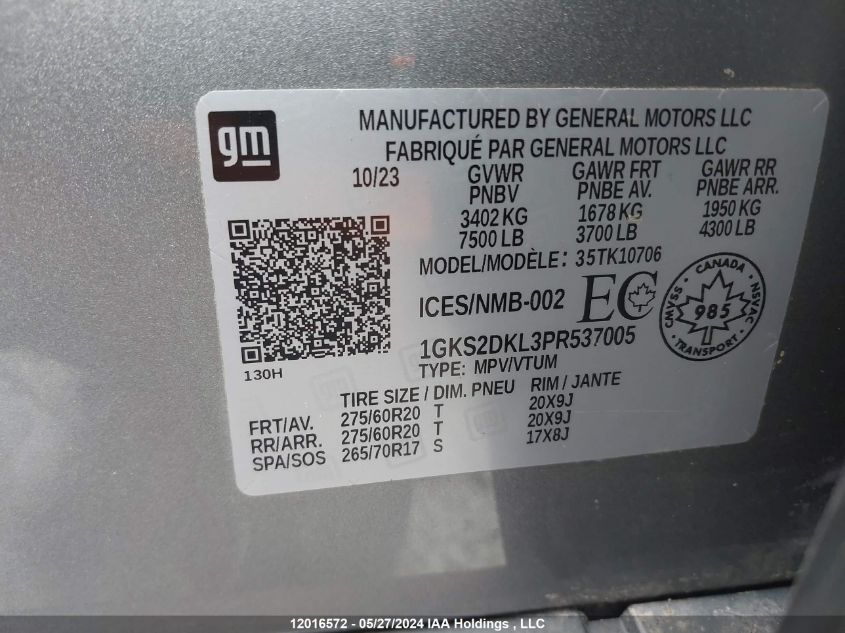 gm
MANUFACTURED BY GENERAL MOTORS LLC
FABRIQUÉ PAR GENERAL MOTORS LLC
10/23
GVWR
PNBV
3402 KG
7500 LB
GAWR FRT
PNBE AV.
1678 KG
3700 LB
GAWR RR
PNBE ARR.
1950 KG
4300 LB
MODEL/MODÈLE: 35TK10706
ICES/NMB-002 EC
CANADA
CMVSS 985 NSVAC
TRANSPORT
1GKS2DKL3PR537005
TYPE: MPV/VTUM
130H
TIRE SIZE / DIM. PNEU RIM / JANTE
FRT/AV. 275/60R20 T 20X9J
RR/ARR. 275/60R20 T 20X9J
SPA/SOS 265/70R17 S 17X8J
12016572 - 05/27/2024 IAA Holdings, LLC.